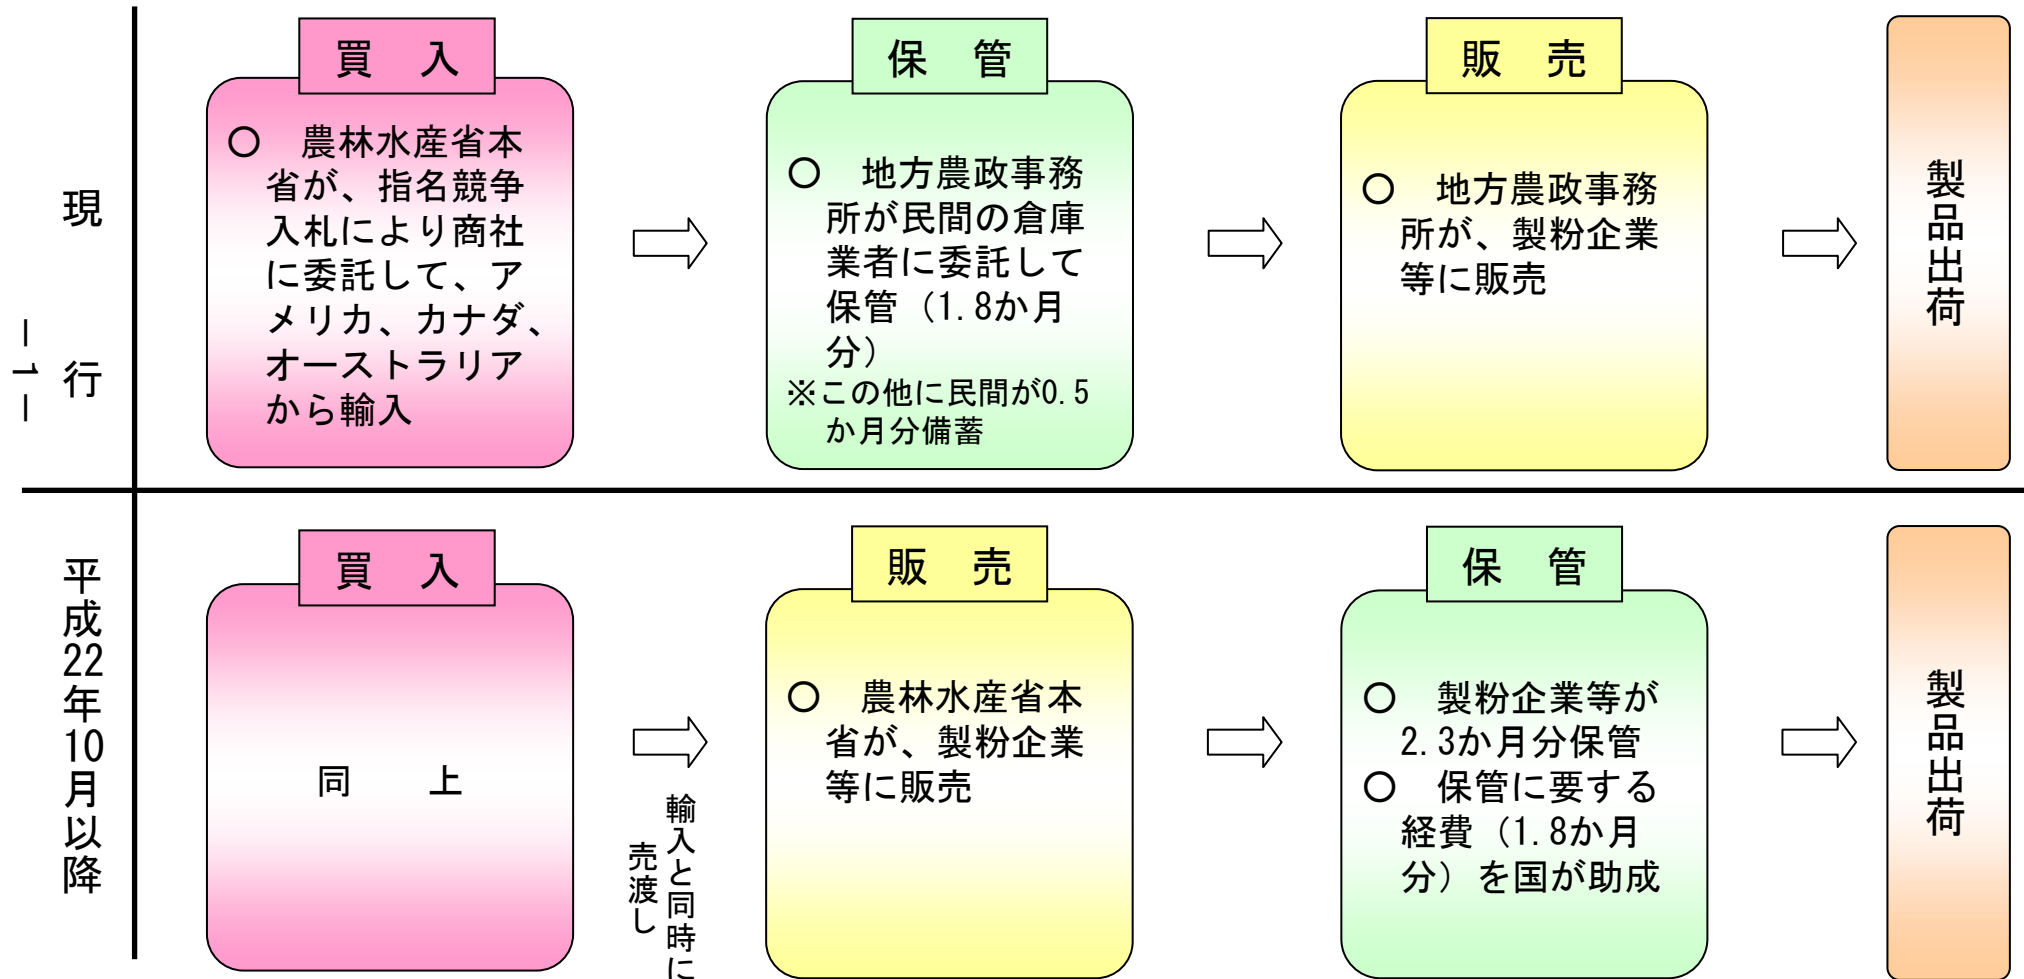 現行
買入
○ 農林水産省本
省が、指名競争
入札により商社
に委託して、ア
メリカ、カナダ、
オーストラリア
から輸入
保管
○ 地方農政事務
所が民間の倉庫
業者に委託して
保管（1.8か月
分）
※この他に民間が0.5
か月分備蓄
販売
○ 地方農政事務
所が、製粉企業
等に販売
製品出荷
－1－
平成22年10月以降
買入
同上
輸入と同時に
売渡し
販売
○ 農林水産省本
省が、製粉企業
等に販売
保管
○ 製粉企業等が
2.3か月分保管
○ 保管に要する
経費（1.8か月
分）を国が助成
製品出荷